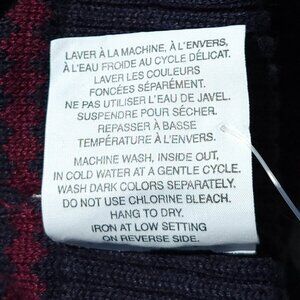 LAVER À LA MACHINE, À L'ENVERS,
À L'EAU FROIDE AU CYCLE DÉLICAT.
LAVER LES COULEURS
FONCÉES SÉPARÉMENT.
NE PAS UTILISER L'EAU DE JAVEL.
SUSPENDRE POUR SÉCHER.
REPASSER À BASSE
TEMPÉRATURE À L'ENVERS.
MACHINE WASH, INSIDE OUT,
IN COLD WATER AT A GENTLE CYCLE.
WASH DARK COLORS SEPARATELY.
DO NOT USE CHLORINE BLEACH.
HANG TO DRY.
IRON AT LOW SETTING
ON REVERSE SIDE.